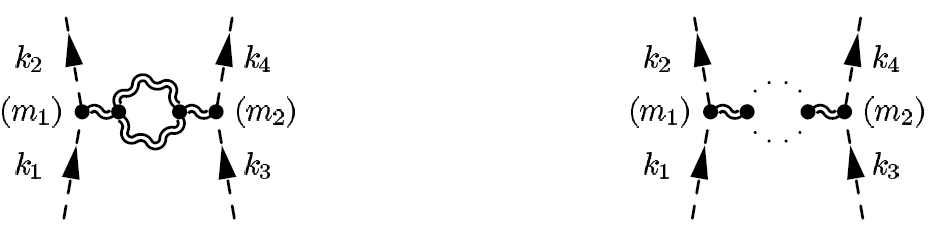 k₂ k₄ k₂ k₄
(m₁) (m₂) (m₁) (m₂)
k₁ k₃ k₁ k₃